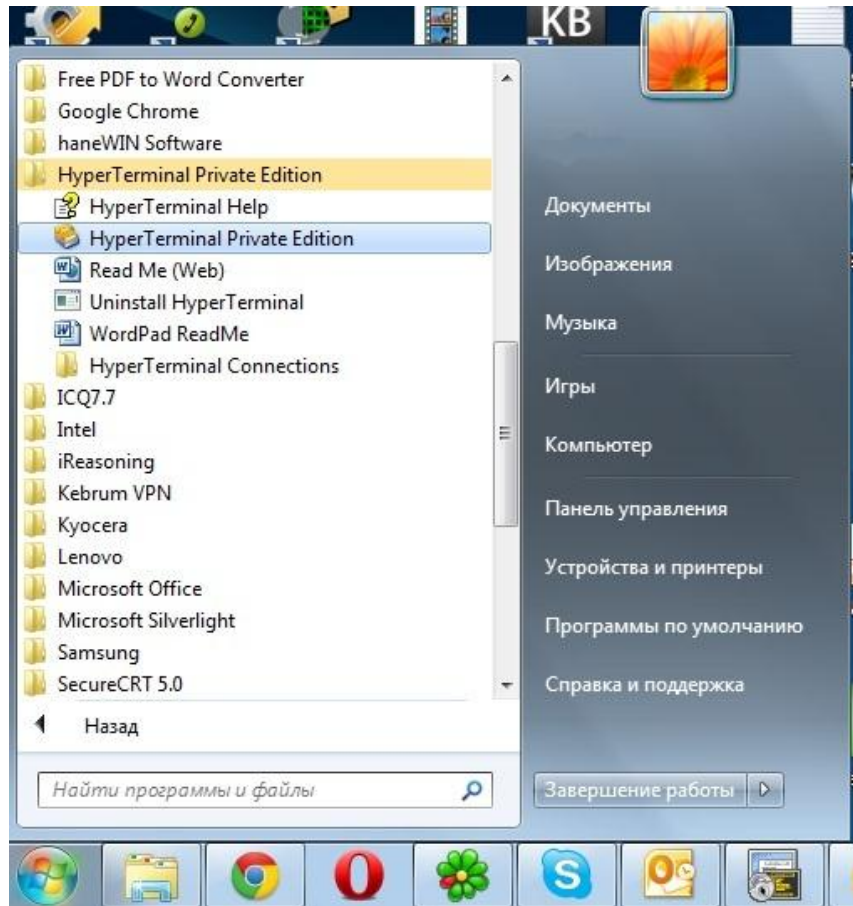 KB
Free PDF to Word Converter
Google Chrome
haneWIN Software
HyperTerminal Private Edition
HyperTerminal Help
HyperTerminal Private Edition
Read Me (Web)
Uninstall HyperTerminal
WordPad ReadMe
HyperTerminal Connections
ICQ7.7
Intel
iReasoning
Kebrum VPN
Kyocera
Lenovo
Microsoft Office
Microsoft Silverlight
Samsung
SecureCRT 5.0
Назад
Найти программы и файлы
Документы
Изображения
Музыка
Игры
Компьютер
Панель управления
Устройства и принтеры
Программы по умолчанию
Справка и поддержка
Завершение работы